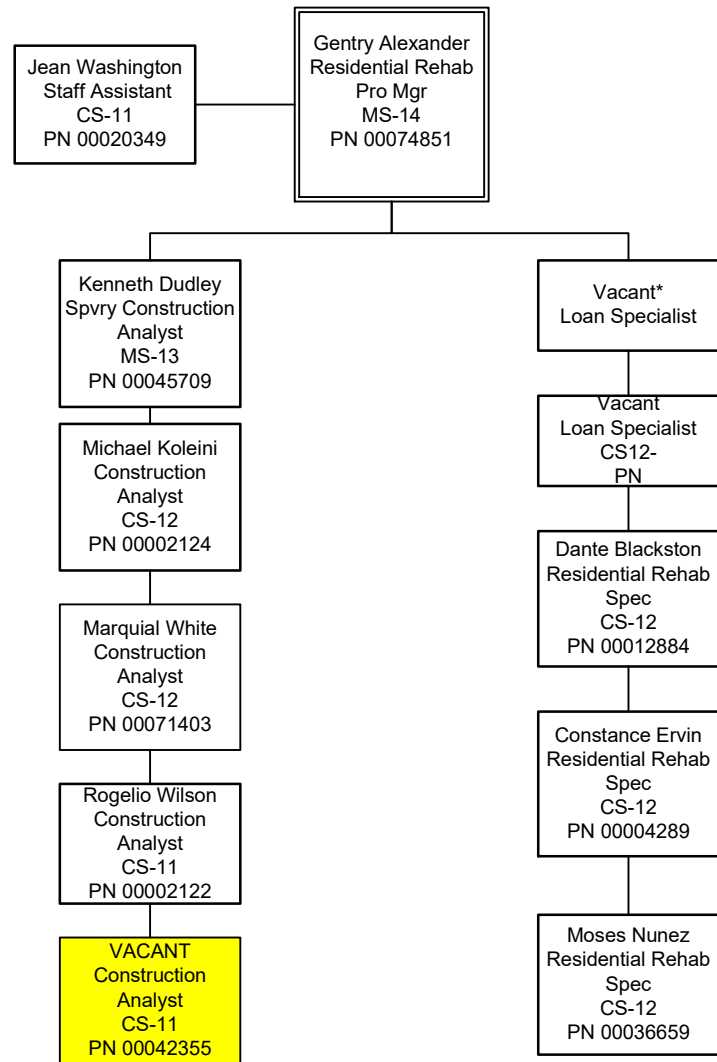 Gentry Alexander
Residential Rehab
Pro Mgr
MS-14
PN 00074851
Jean Washington
Staff Assistant
CS-11
PN 00020349
Kenneth Dudley
Spvry Construction
Analyst
MS-13
PN 00045709
Michael Koleini
Construction
Analyst
CS-12
PN 00002124
Marquial White
Construction
Analyst
CS-12
PN 00071403
Rogelio Wilson
Construction
Analyst
CS-11
PN 00002122
VACANT
Construction
Analyst
CS-11
PN 00042355
Vacant*
Loan Specialist
Vacant
Loan Specialist
CS12-
PN
Dante Blackston
Residential Rehab
Spec
CS-12
PN 00012884
Constance Ervin
Residential Rehab
Spec
CS-12
PN 00004289
Moses Nunez
Residential Rehab
Spec
CS-12
PN 00036659